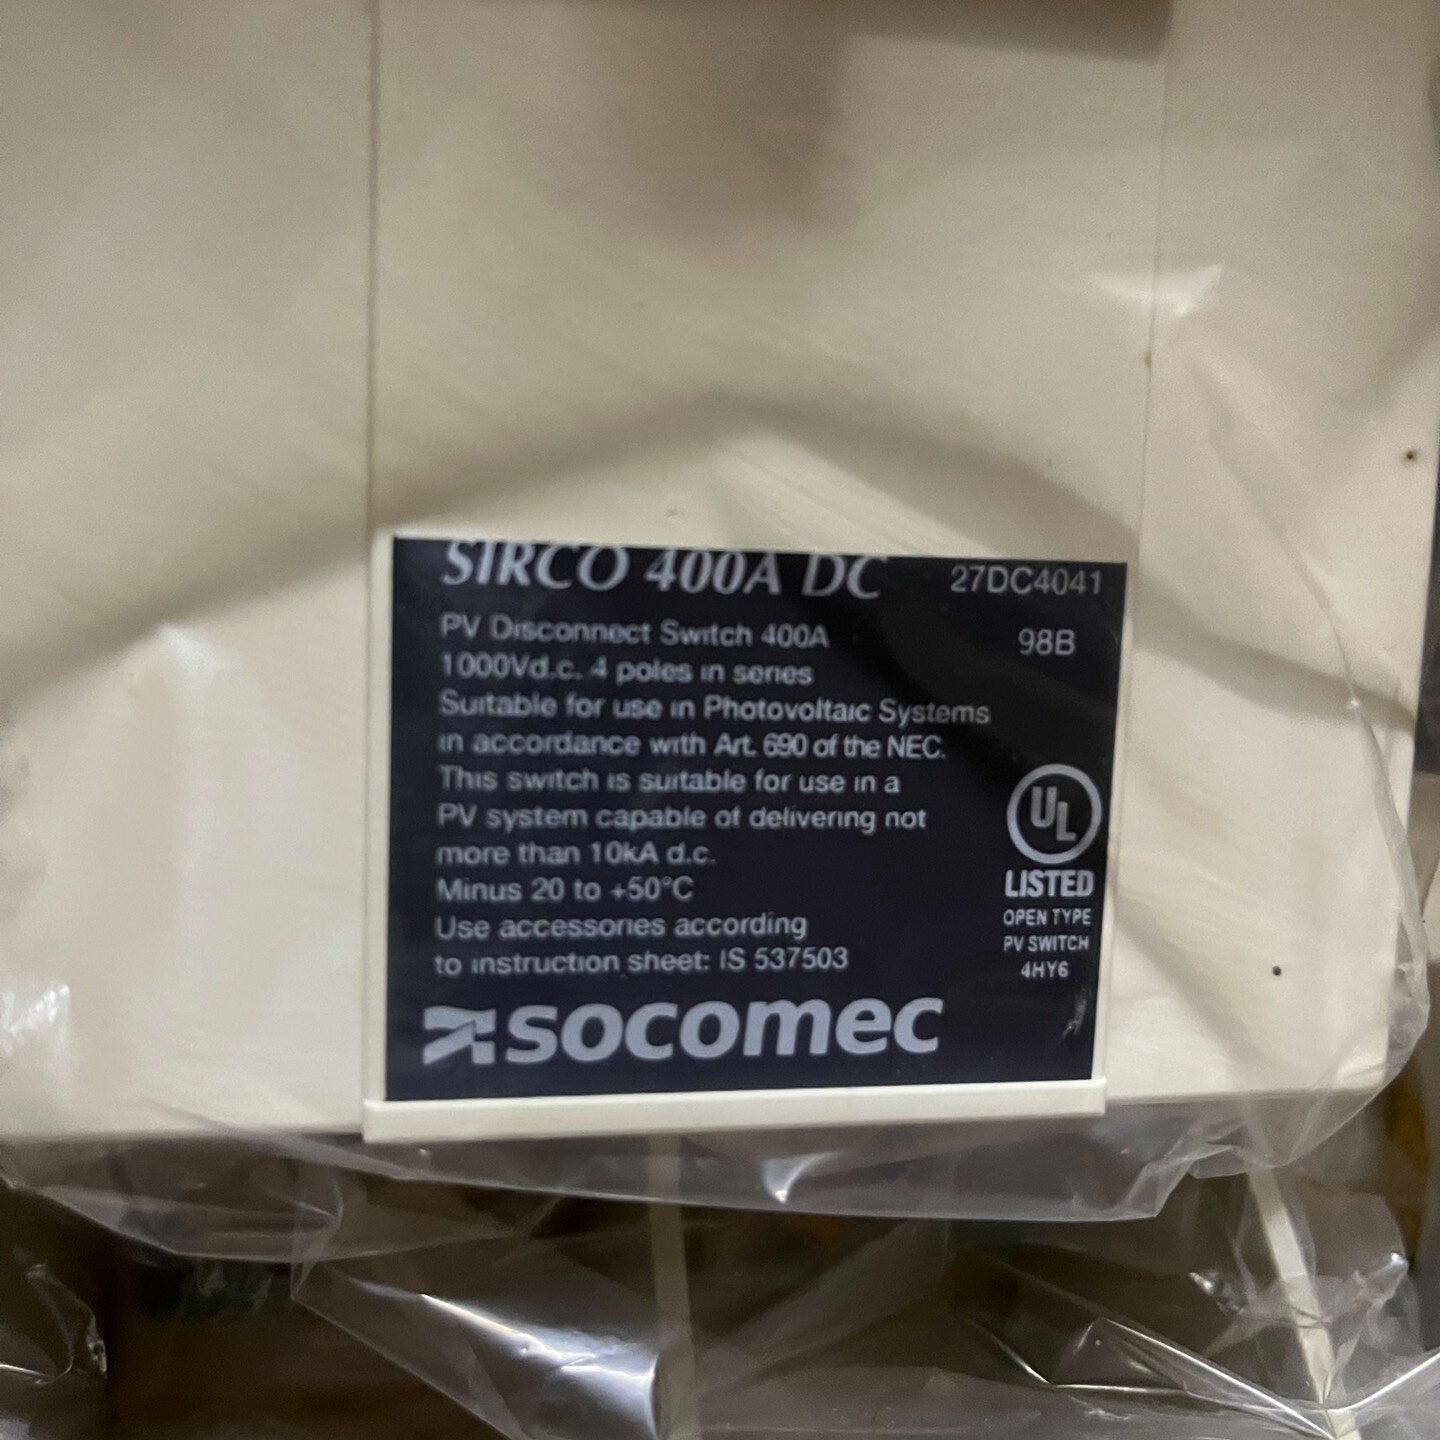 SIRCO 400A DC 27DC4041
PV Disconnect Switch 400A 98B
1000Vd.c. 4 poles in series
Suitable for use in Photovoltaic Systems
in accordance with Art. 690 of the NEC.
This switch is suitable for use in a
PV system capable of delivering not
more than 10kA d.c.
Minus 20 to +50°C
Use accessories according
to instruction sheet: IS 537503
UL
LISTED
OPEN TYPE
PV SWITCH
4HY6
socomec